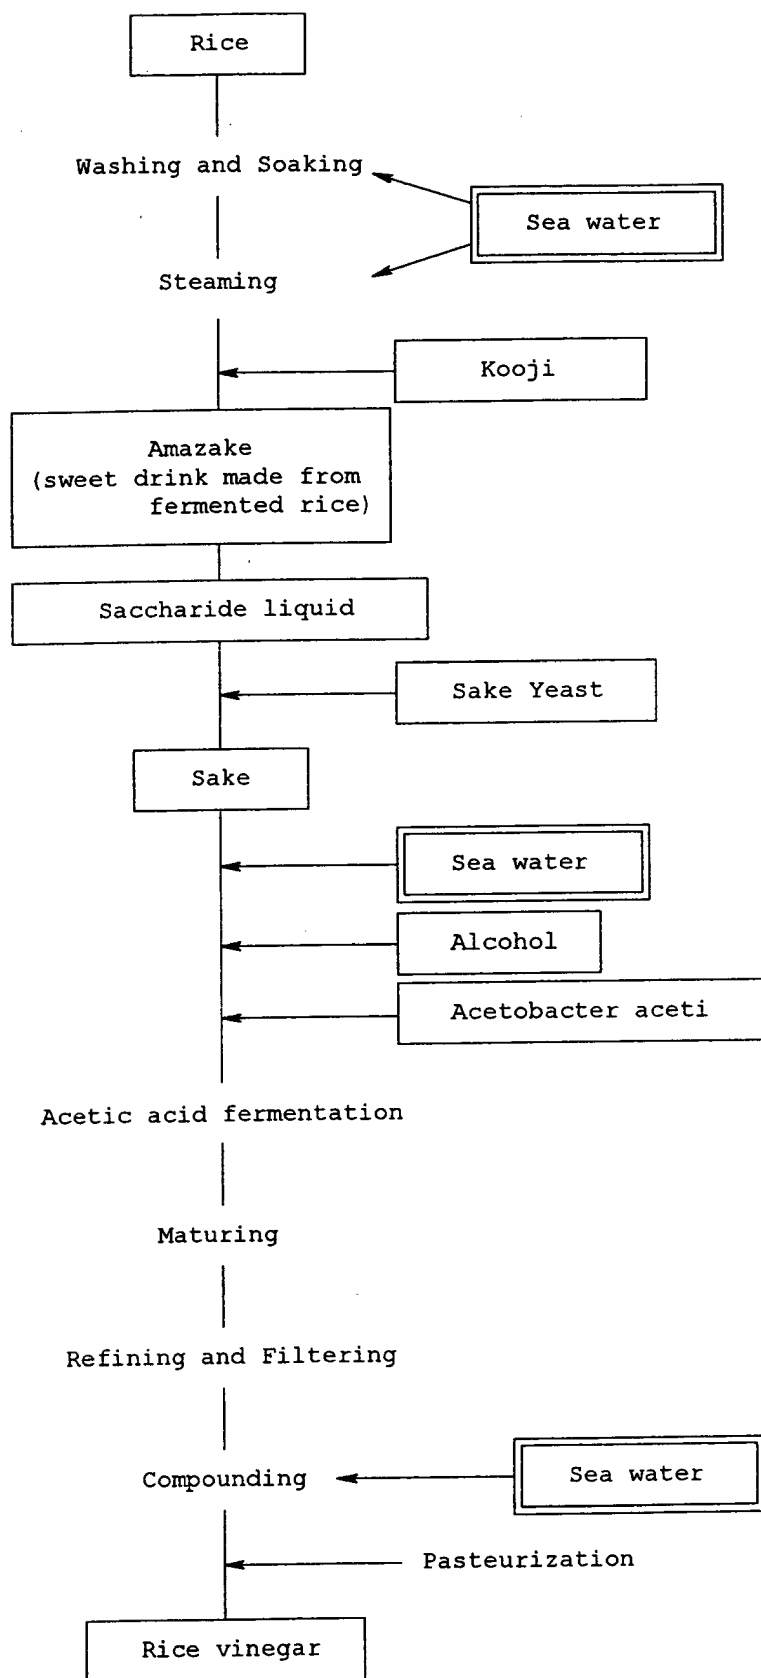 Rice
Washing and Soaking
Sea water
Steaming
Kooji
Amazake
(sweet drink made from
fermented rice)
Saccharide liquid
Sake Yeast
Sake
Sea water
Alcohol
Acetobacter aceti
Acetic acid fermentation
Maturing
Refining and Filtering
Compounding
Sea water
Pasteurization
Rice vinegar